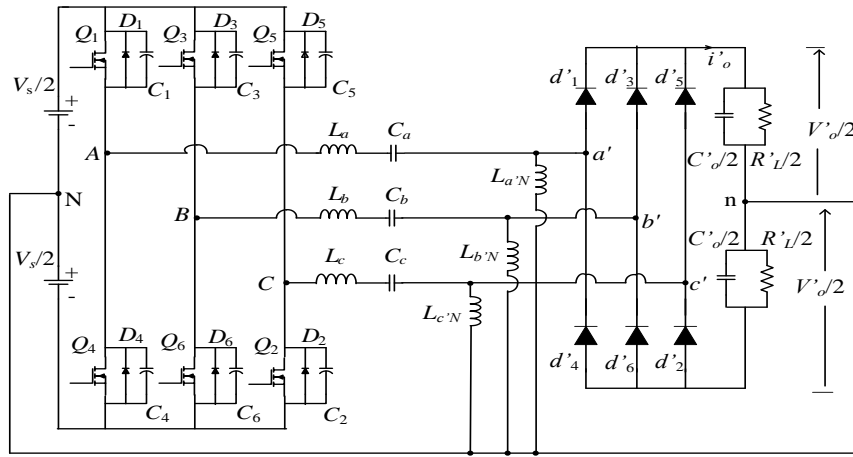 Q1 D1 Q3 D3 Q5 D5
C1 C3 C5
Vs/2 + -
i'o
d'1 d'3 d'5
La Ca
A
a'
La'N
C'o/2 R'L/2
V'o/2
N
n
Lb Cb
B
b'
Lb'N
Vs/2 + -
Lc Cc
C
c'
Lc'N
C'o/2 R'L/2
V'o/2
Q4 D4 Q6 D6 Q2 D2
C4 C6 C2
d'4 d'6 d'2